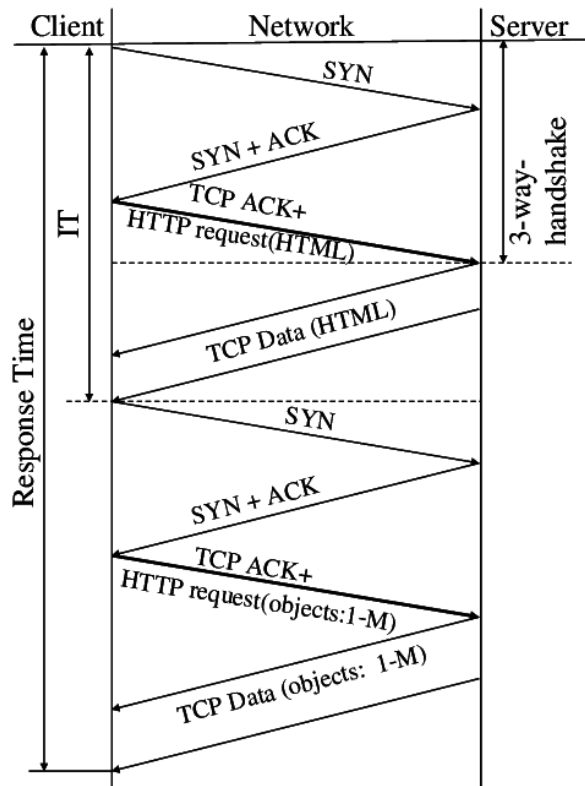 Client Network Server
SYN
SYN + ACK
TCP ACK+
HTTP request(HTML)
3-way-
handshake
IT
TCP Data (HTML)
Response Time
SYN
SYN + ACK
TCP ACK+
HTTP request(objects:1-M)
TCP Data (objects: 1-M)